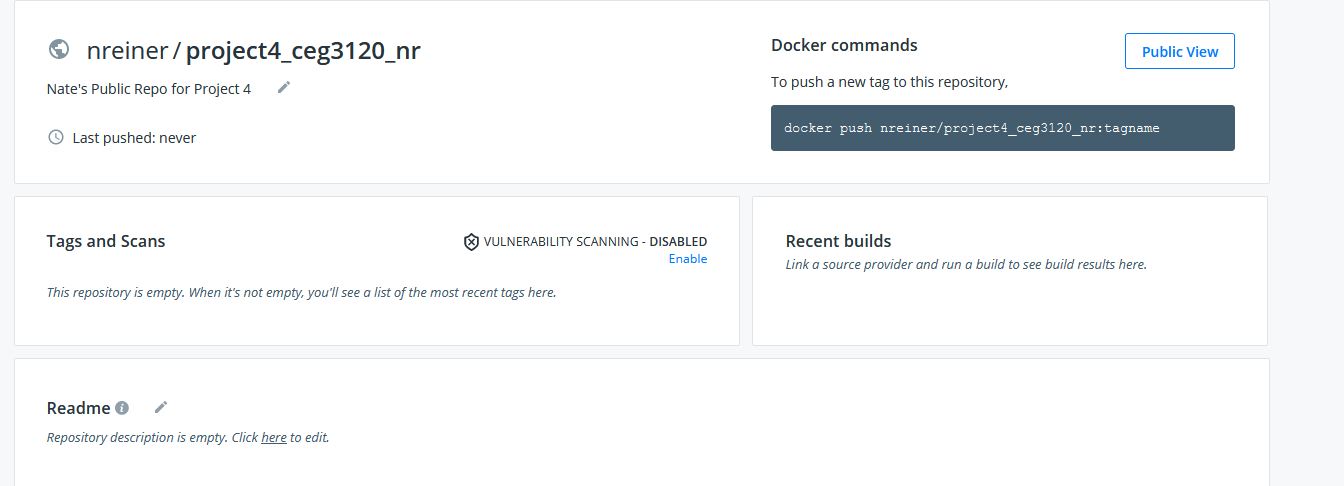 nreiner / project4_ceg3120_nr
Nate's Public Repo for Project 4
Last pushed: never
Docker commands
Public View
To push a new tag to this repository,
docker push nreiner/project4_ceg3120_nr:tagname
Tags and Scans
VULNERABILITY SCANNING - DISABLED
Enable
This repository is empty. When it's not empty, you'll see a list of the most recent tags here.
Recent builds
Link a source provider and run a build to see build results here.
Readme
Repository description is empty. Click here to edit.